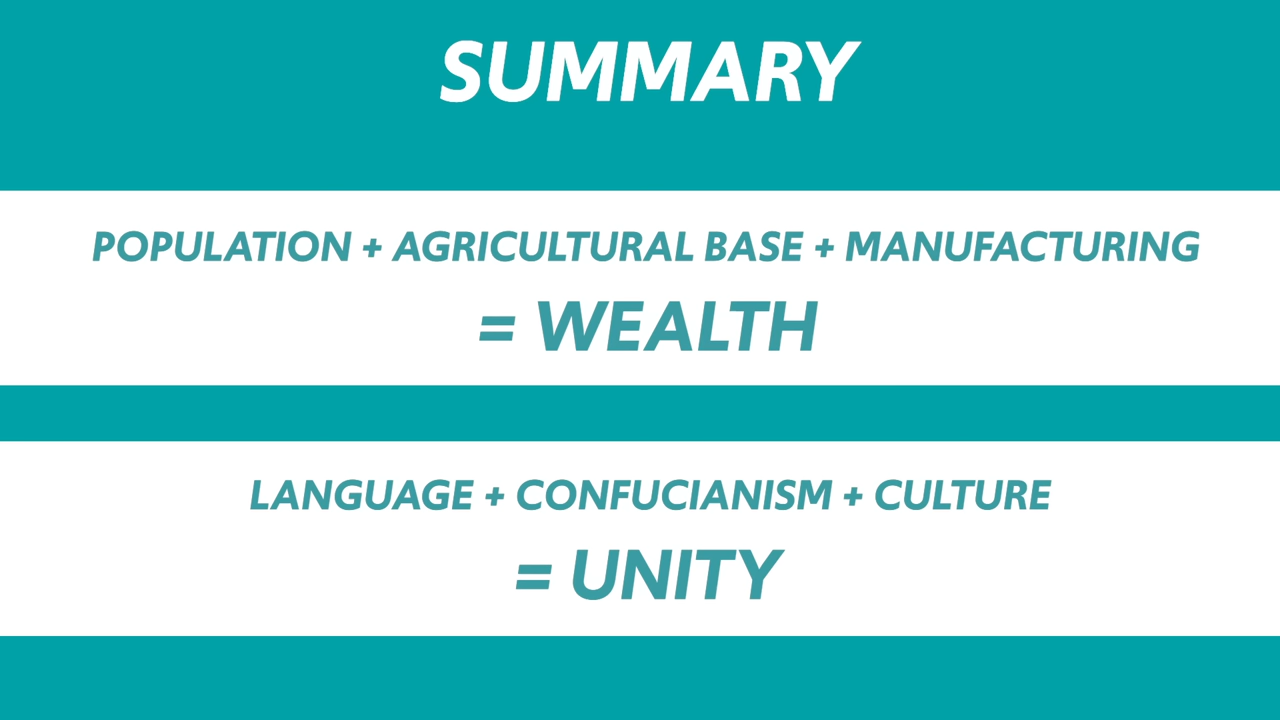 SUMMARY
POPULATION + AGRICULTURAL BASE + MANUFACTURING
= WEALTH
LANGUAGE + CONFUCIANISM + CULTURE
= UNITY